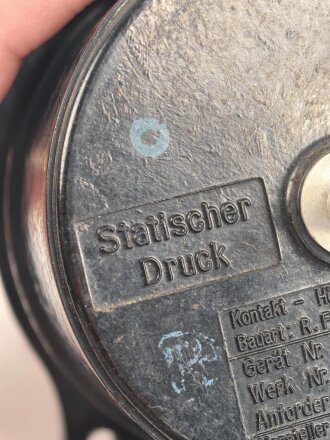 Statischer
Druck
Kontakt - H
Bauart: R. F
Gerät Nr.
Werk Nr.
Anforder